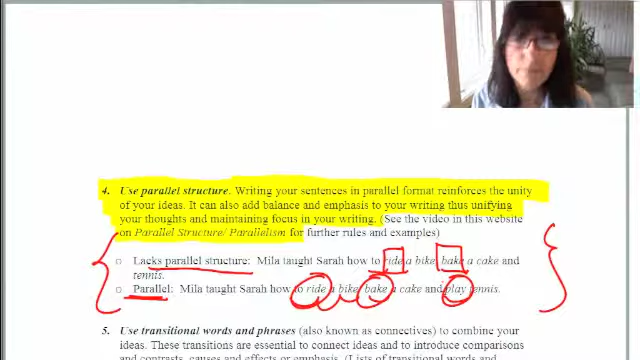 4. Use parallel structure. Writing your sentences in parallel format reinforces the unity
of your ideas. It can also add balance and emphasis to your writing thus unifying
your thoughts and maintaining focus in your writing. (See the video in this website
on Parallel Structure/ Parallelism for further rules and examples)
o Lacks parallel structure: Mila taught Sarah how to ride a bike, bake a cake and
tennis.
o Parallel: Mila taught Sarah how to ride a bike, bake a cake and play tennis.
5. Use transitional words and phrases (also known as connectives) to combine your
ideas. These transitions are essential to connect ideas and to introduce comparisons
and contrasts, causes and effects or emphasis. (Lists of transitional words and